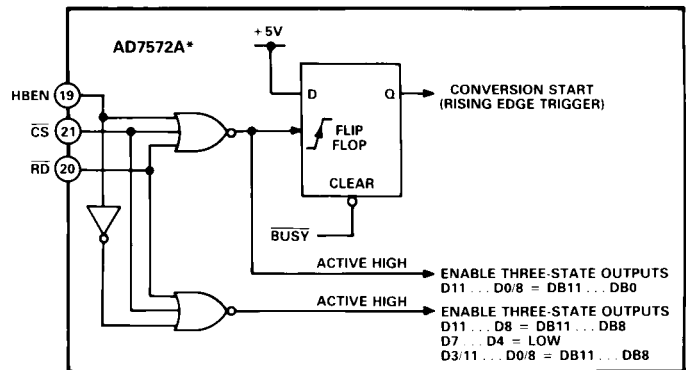 +5V
AD7572A*
HBEN 19
CS 21
RD 20
D Q
FLIP
FLOP
CLEAR
CONVERSION START
(RISING EDGE TRIGGER)
BUSY
ACTIVE HIGH
ENABLE THREE-STATE OUTPUTS
D11 ... D0/8 = DB11 ... DB0
ACTIVE HIGH
ENABLE THREE-STATE OUTPUTS
D11 ... D8 = DB11 ... DB8
D7 ... D4 = LOW
D3/11 ... D0/8 = DB11 ... DB8